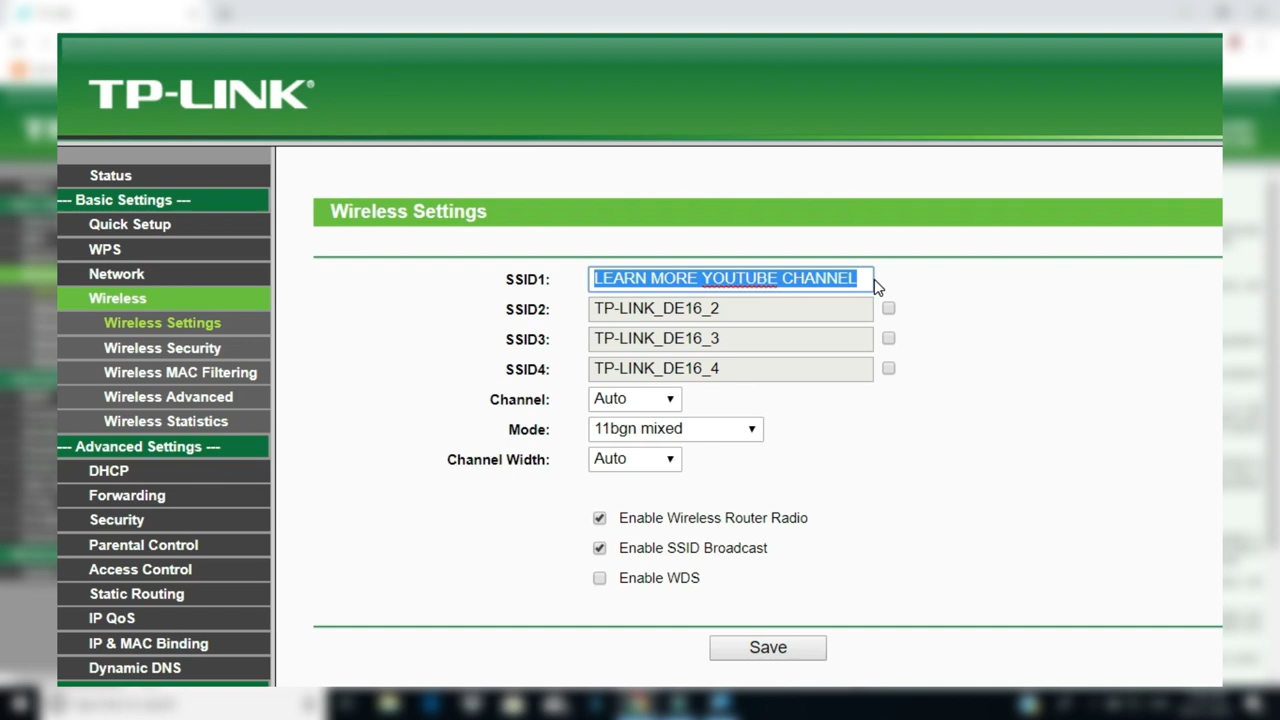 TP-LINK®
Status
--- Basic Settings ---
Quick Setup
WPS
Network
Wireless
Wireless Settings
Wireless Security
Wireless MAC Filtering
Wireless Advanced
Wireless Statistics
--- Advanced Settings ---
DHCP
Forwarding
Security
Parental Control
Access Control
Static Routing
IP QoS
IP & MAC Binding
Dynamic DNS
Wireless Settings
SSID1: LEARN MORE YOUTUBE CHANNEL
SSID2: TP-LINK_DE16_2
SSID3: TP-LINK_DE16_3
SSID4: TP-LINK_DE16_4
Channel: Auto
Mode: 11bgn mixed
Channel Width: Auto
Enable Wireless Router Radio
Enable SSID Broadcast
Enable WDS
Save